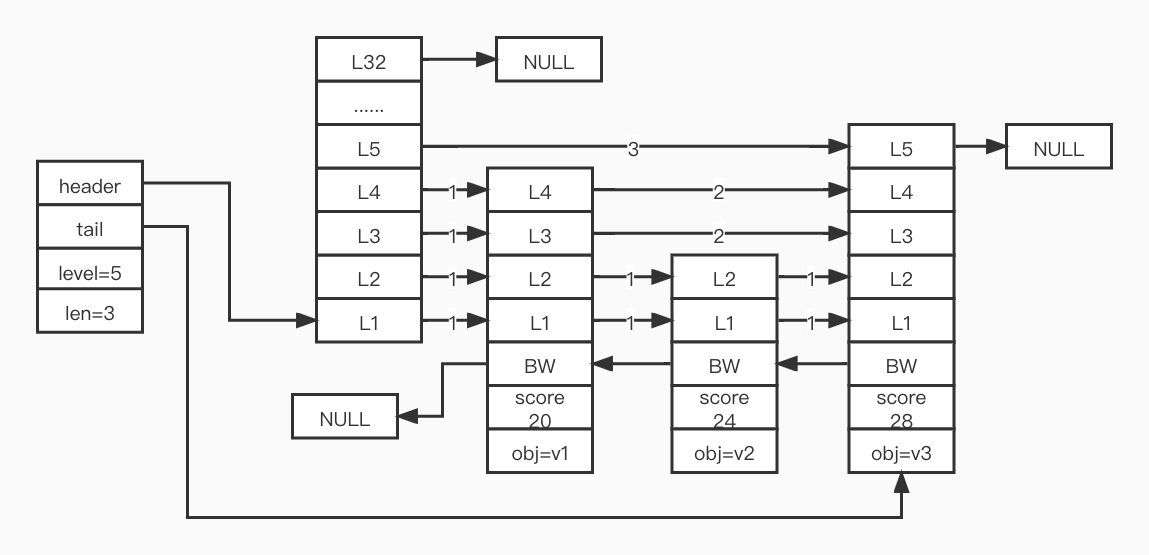 L32
NULL
......
L5
3
L5
NULL
header
L4
1
L4
2
L4
tail
L3
1
L3
2
L3
level=5
L2
1
L2
1
L2
1
L2
len=3
L1
1
L1
1
L1
1
L1
BW
BW
BW
NULL
score
20
score
24
score
28
obj=v1
obj=v2
obj=v3